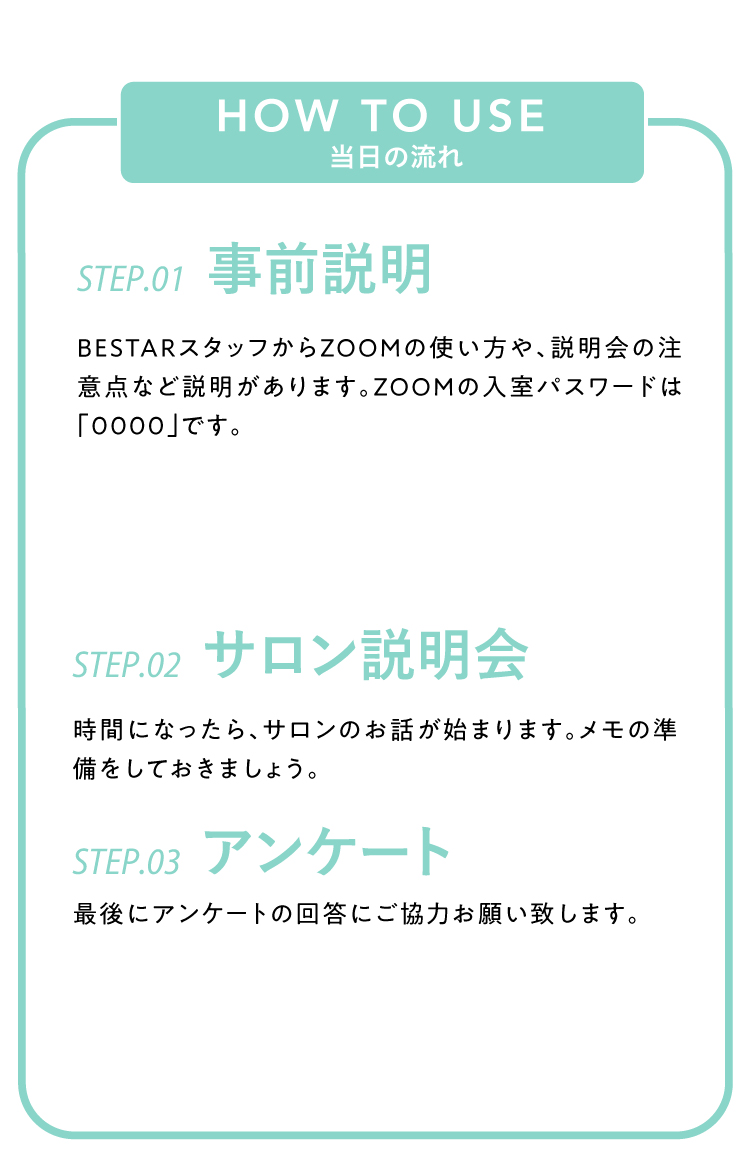 HOW TO USE
当日の流れ
STEP.01 事前説明
BESTARスタッフからZOOMの使い方や、説明会の注
意点など説明があります。ZOOMの入室パスワードは
「0000」です。
STEP.02 サロン説明会
時間になったら、サロンのお話が始まります。メモの準
備をしておきましょう。
STEP.03 アンケート
最後にアンケートの回答にご協力お願い致します。